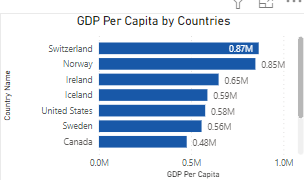 GDP Per Capita by Countries
Country Name
Switzerland 0.87M
Norway 0.85M
Ireland 0.65M
Iceland 0.59M
United States 0.58M
Sweden 0.56M
Canada 0.48M
0.0M 0.5M 1.0M
GDP Per Capita